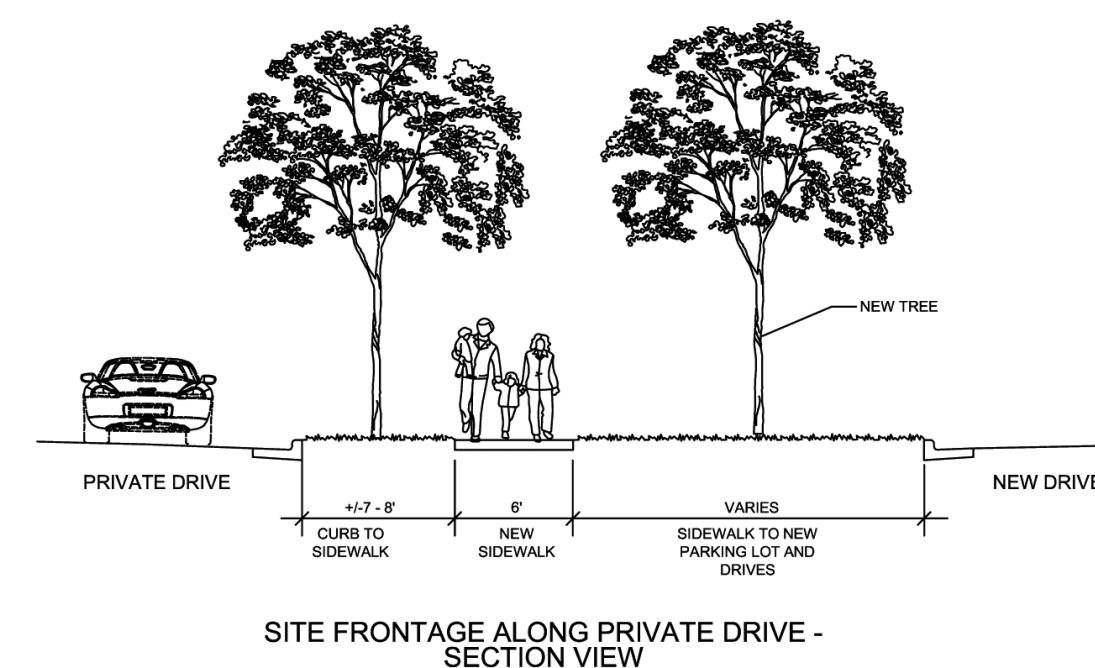 NEW TREE
PRIVATE DRIVE
NEW DRIVE
+/-7 - 8'
6'
VARIES
CURB TO
SIDEWALK
NEW
SIDEWALK
SIDEWALK TO NEW
PARKING LOT AND
DRIVES
SITE FRONTAGE ALONG PRIVATE DRIVE -
SECTION VIEW